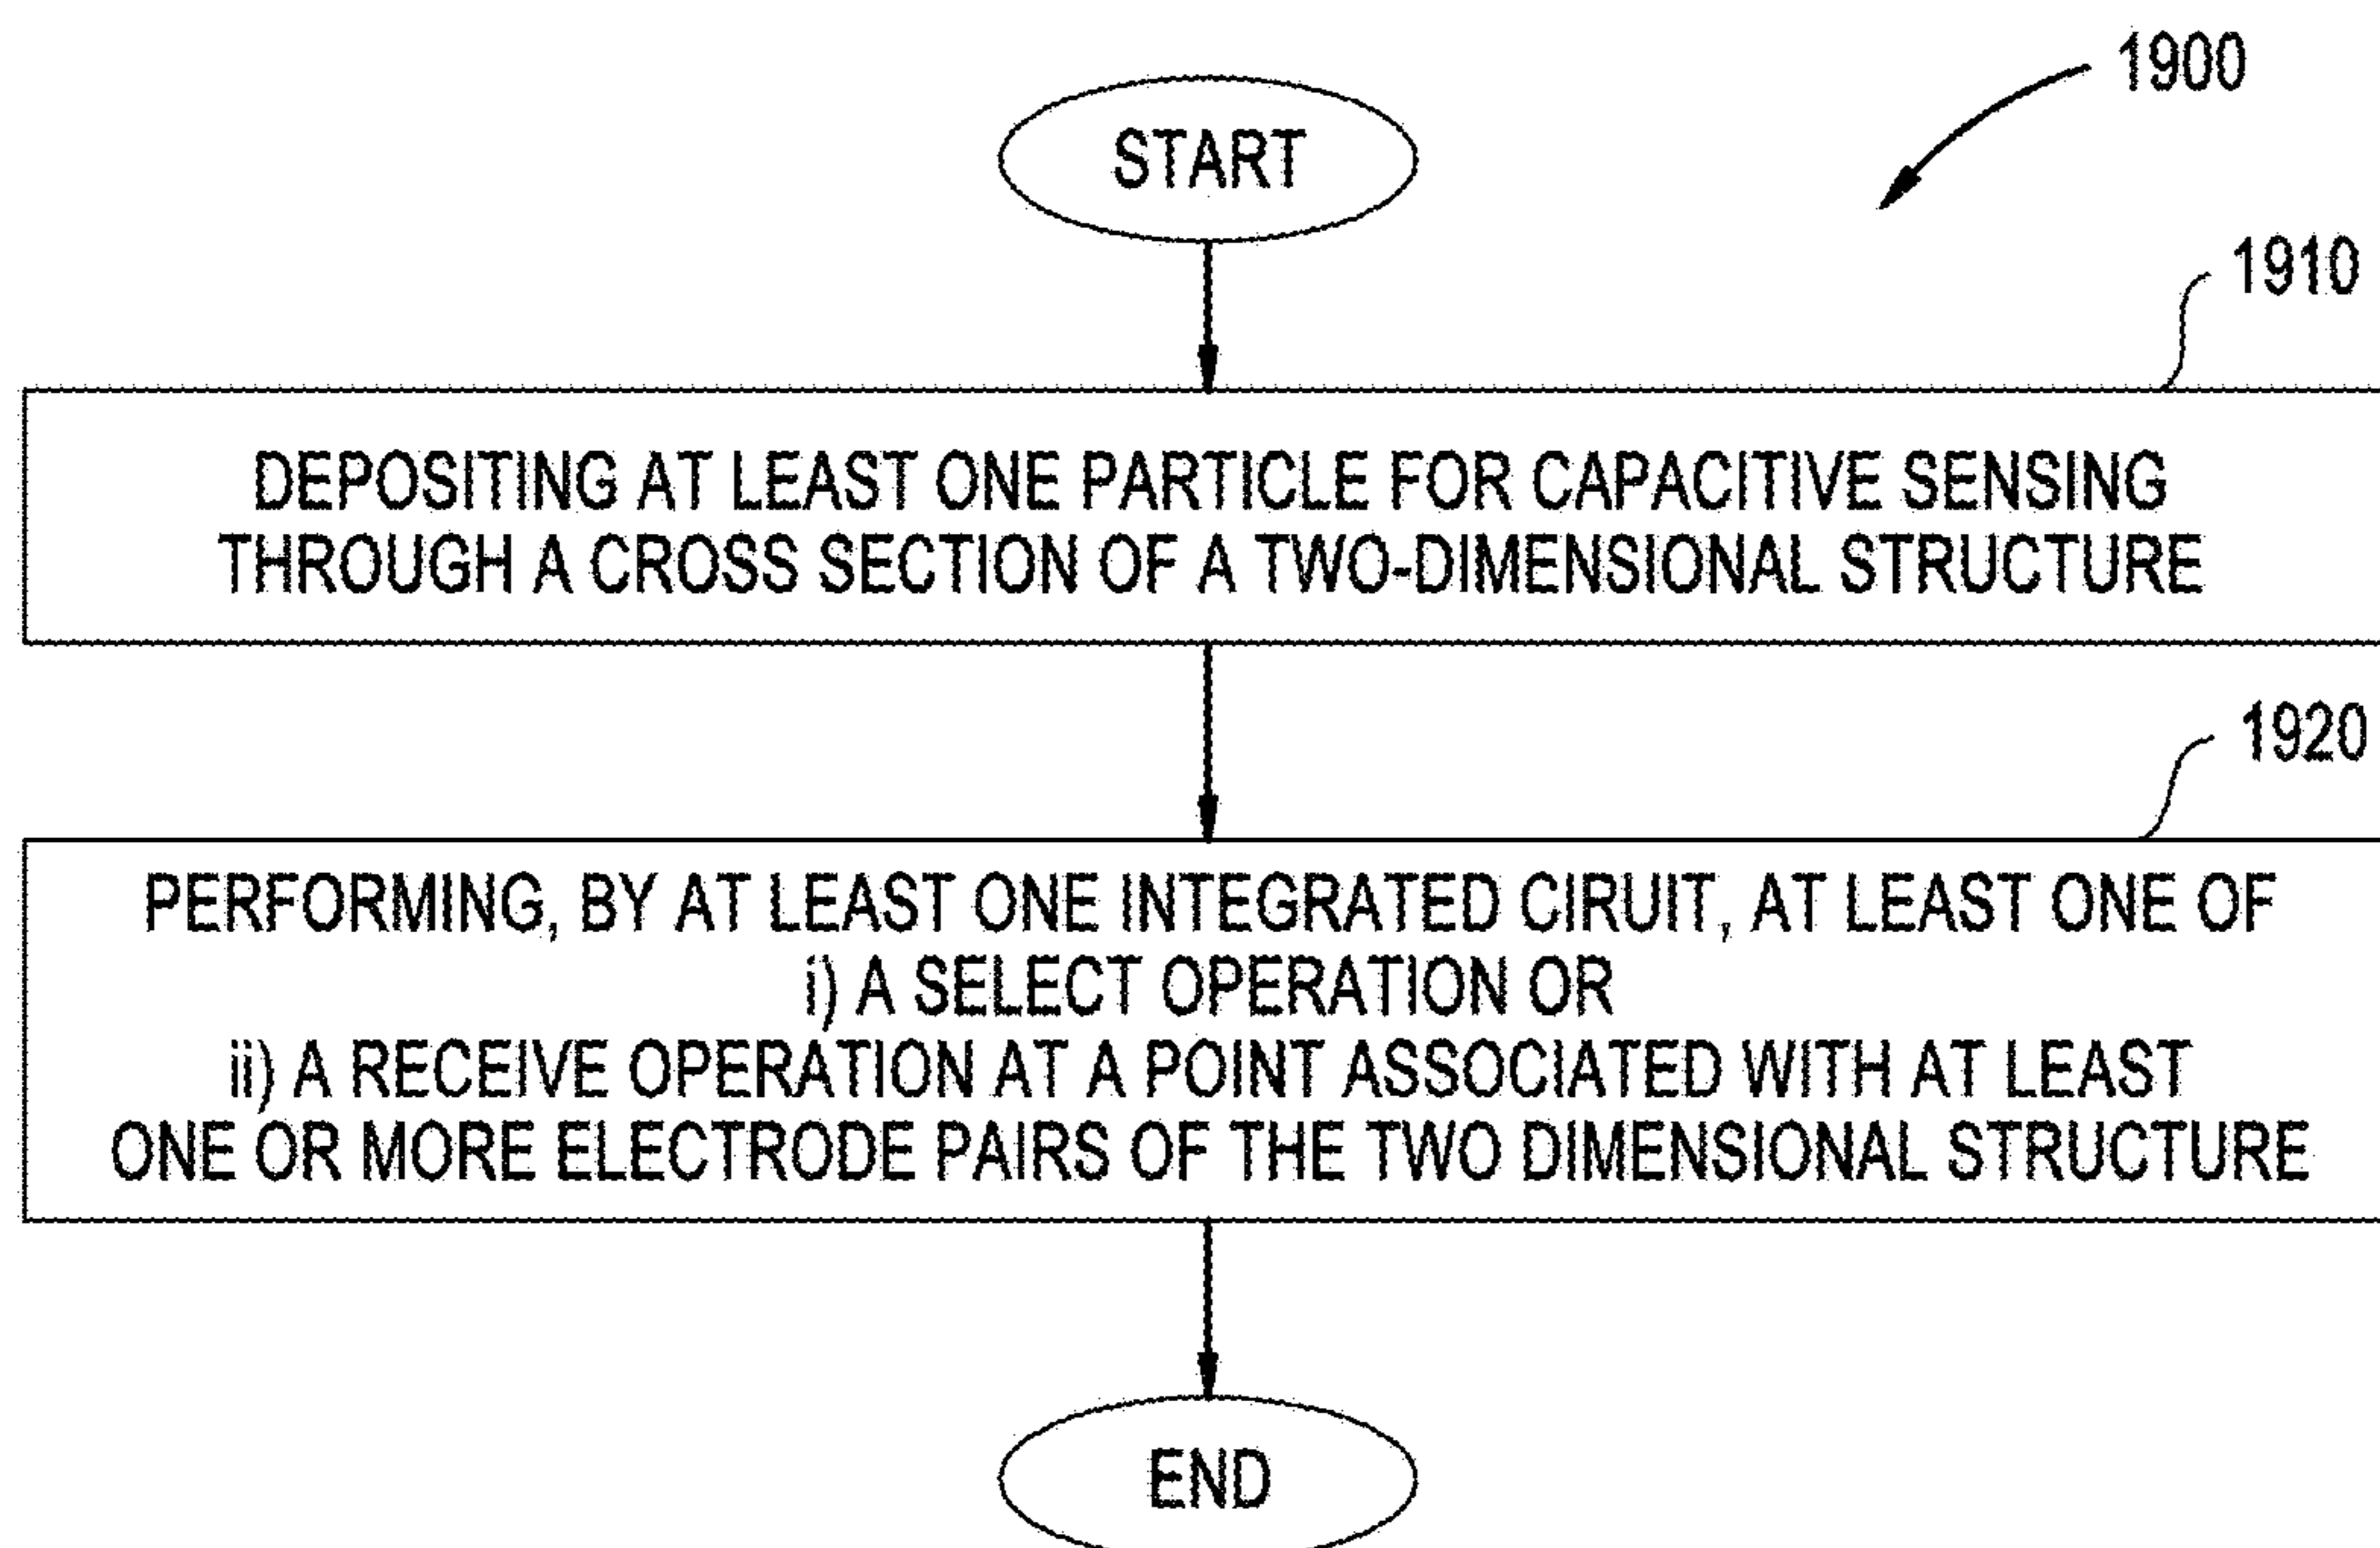 1900
START
1910
DEPOSITING AT LEAST ONE PARTICLE FOR CAPACITIVE SENSING
THROUGH A CROSS SECTION OF A TWO-DIMENSIONAL STRUCTURE
1920
PERFORMING, BY AT LEAST ONE INTEGRATED CIRUIT, AT LEAST ONE OF
i) A SELECT OPERATION OR
ii) A RECEIVE OPERATION AT A POINT ASSOCIATED WITH AT LEAST
ONE OR MORE ELECTRODE PAIRS OF THE TWO DIMENSIONAL STRUCTURE
END